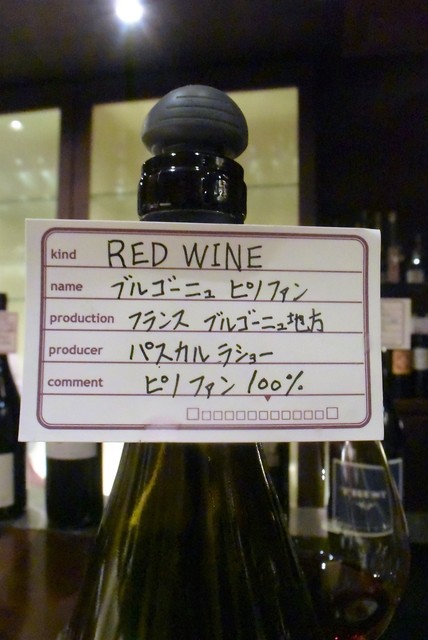 kind RED WINE
name ブルゴーニュ ピノファン
production フランス ブルゴーニュ地方
producer パスカル ラショー
comment ピノファン 100%